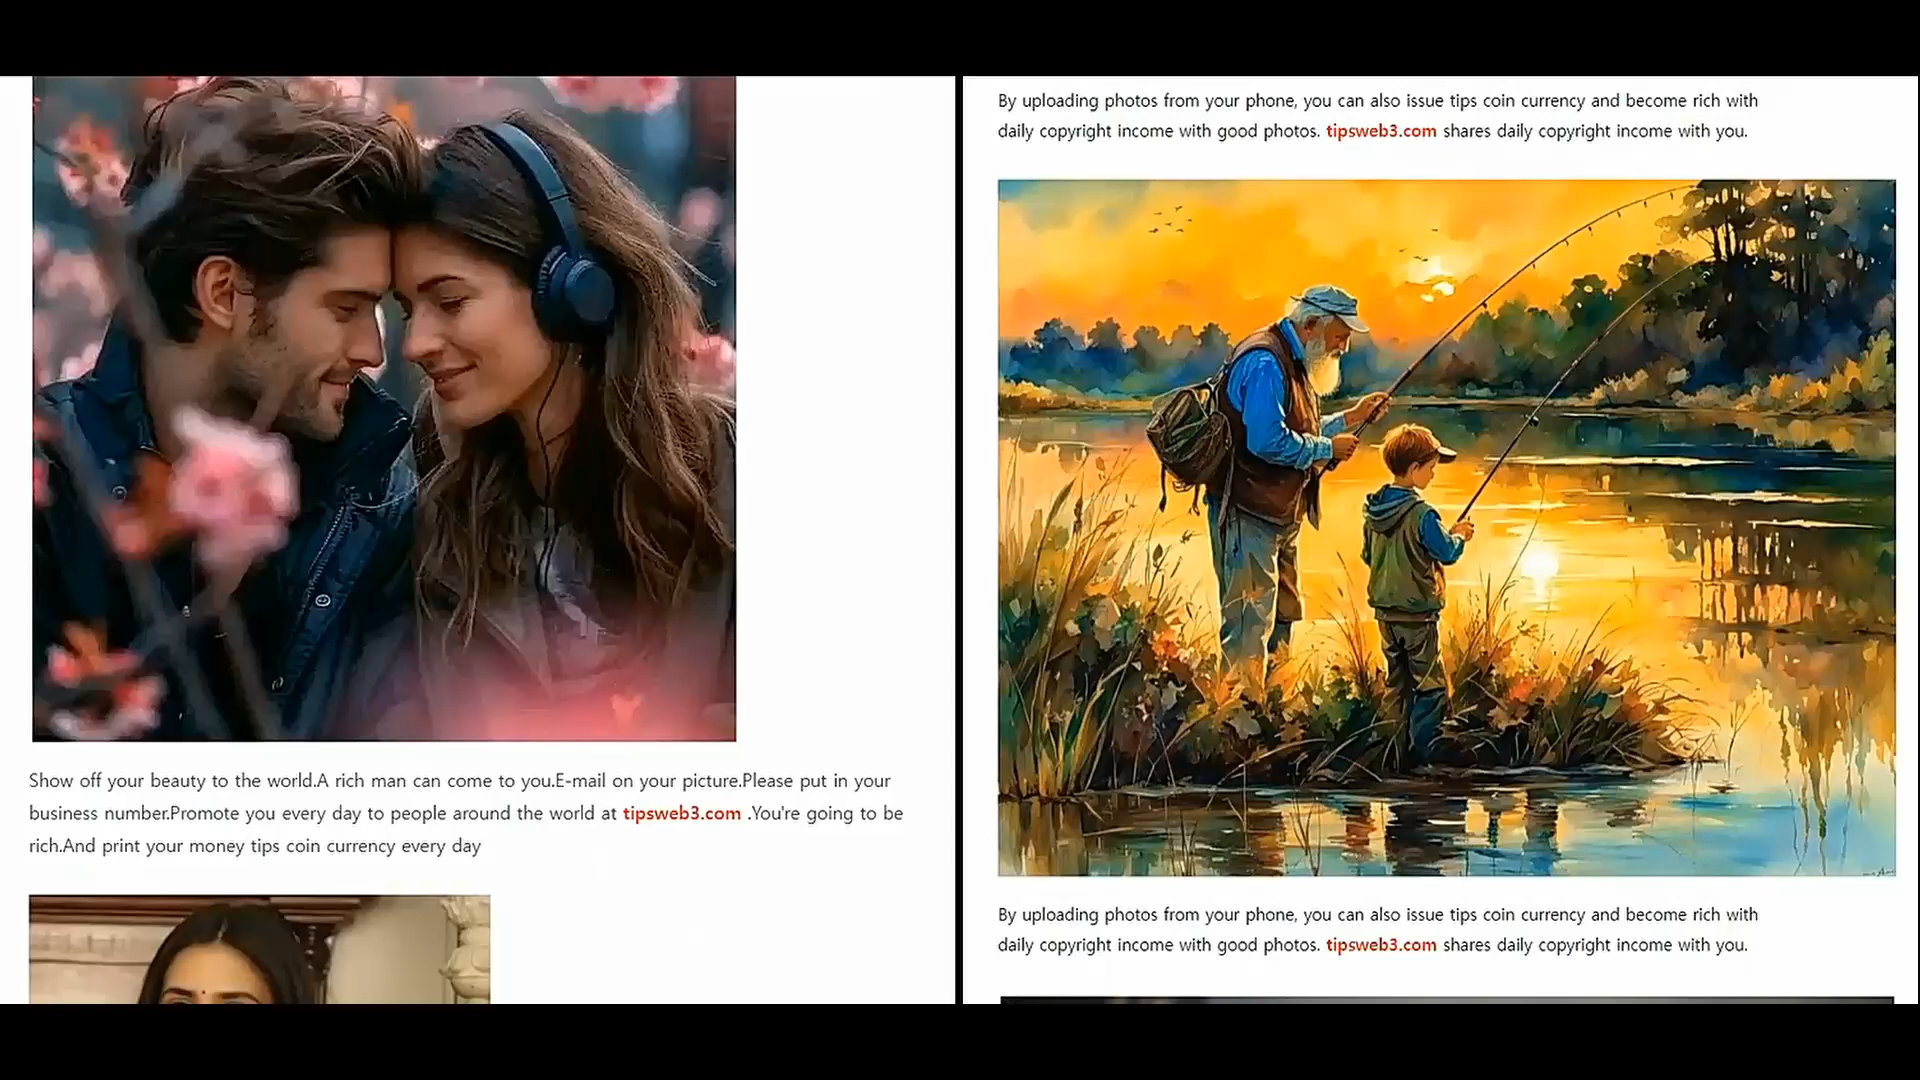 Show off your beauty to the world.A rich man can come to you.E-mail on your picture.Please put in your
business number.Promote you every day to people around the world at tipsweb3.com .You're going to be
rich.And print your money tips coin currency every day
By uploading photos from your phone, you can also issue tips coin currency and become rich with
daily copyright income with good photos. tipsweb3.com shares daily copyright income with you.
By uploading photos from your phone, you can also issue tips coin currency and become rich with
daily copyright income with good photos. tipsweb3.com shares daily copyright income with you.